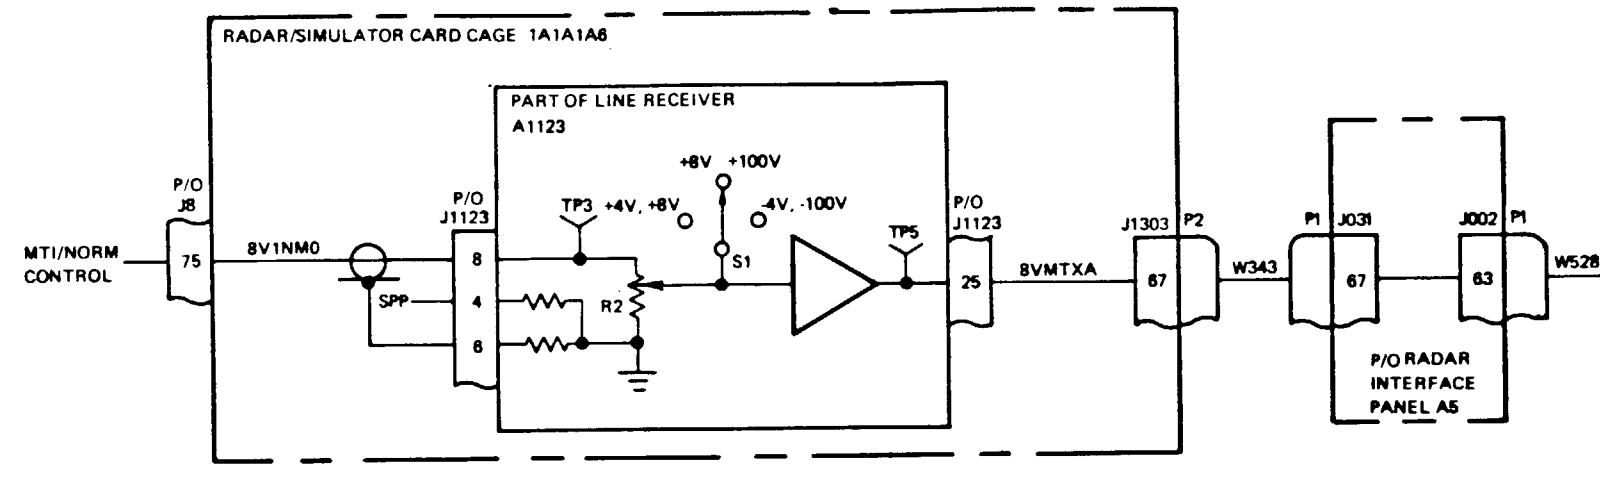 RADAR/SIMULATOR CARD CAGE 1A1A1A6
PART OF LINE RECEIVER
A1123
+8V +100V
P/O
J8
P/O
J1123
TP3
+4V, +8V
-4V, -100V
P/O
J1123
TP5
J1303
P2
P1
J031
J002
P1
MTI/NORM
CONTROL
75
8V1NM0
8
S1
25
8VMTXA
67
W343
67
63
W528
SPP
4
R2
6
P/O RADAR
INTERFACE
PANEL A5